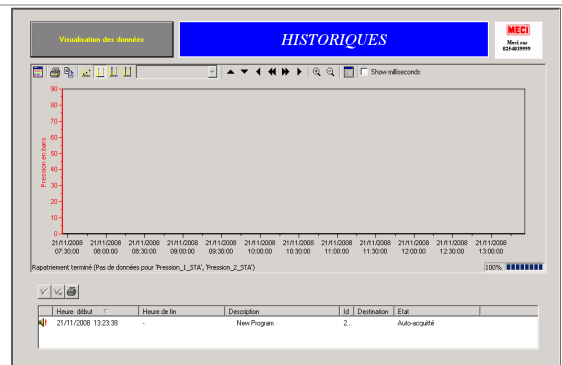 Visualisation des données
HISTORIQUES
MECI
Meci sur
0254039999
Show milliseconds
90
80
70
60
50
40
30
20
10
0
Pression en bars
21/11/2008 21/11/2008 21/11/2008 21/11/2008 21/11/2008 21/11/2008 21/11/2008 21/11/2008 21/11/2008 21/11/2008 21/11/2008 21/11/2008
07:30:00 08:00:00 08:30:00 09:00:00 09:30:00 10:00:00 10:30:00 11:00:00 11:30:00 12:00:00 12:30:00 13:00:00
Rapatriement terminé (Pas de données pour 'Pression_1_STA', 'Pression_2_STA') 100%
Heure début Heure de fin Description Id Destination Etat
21/11/2008 13:23:38 - New Program 2... Auto-acquitté